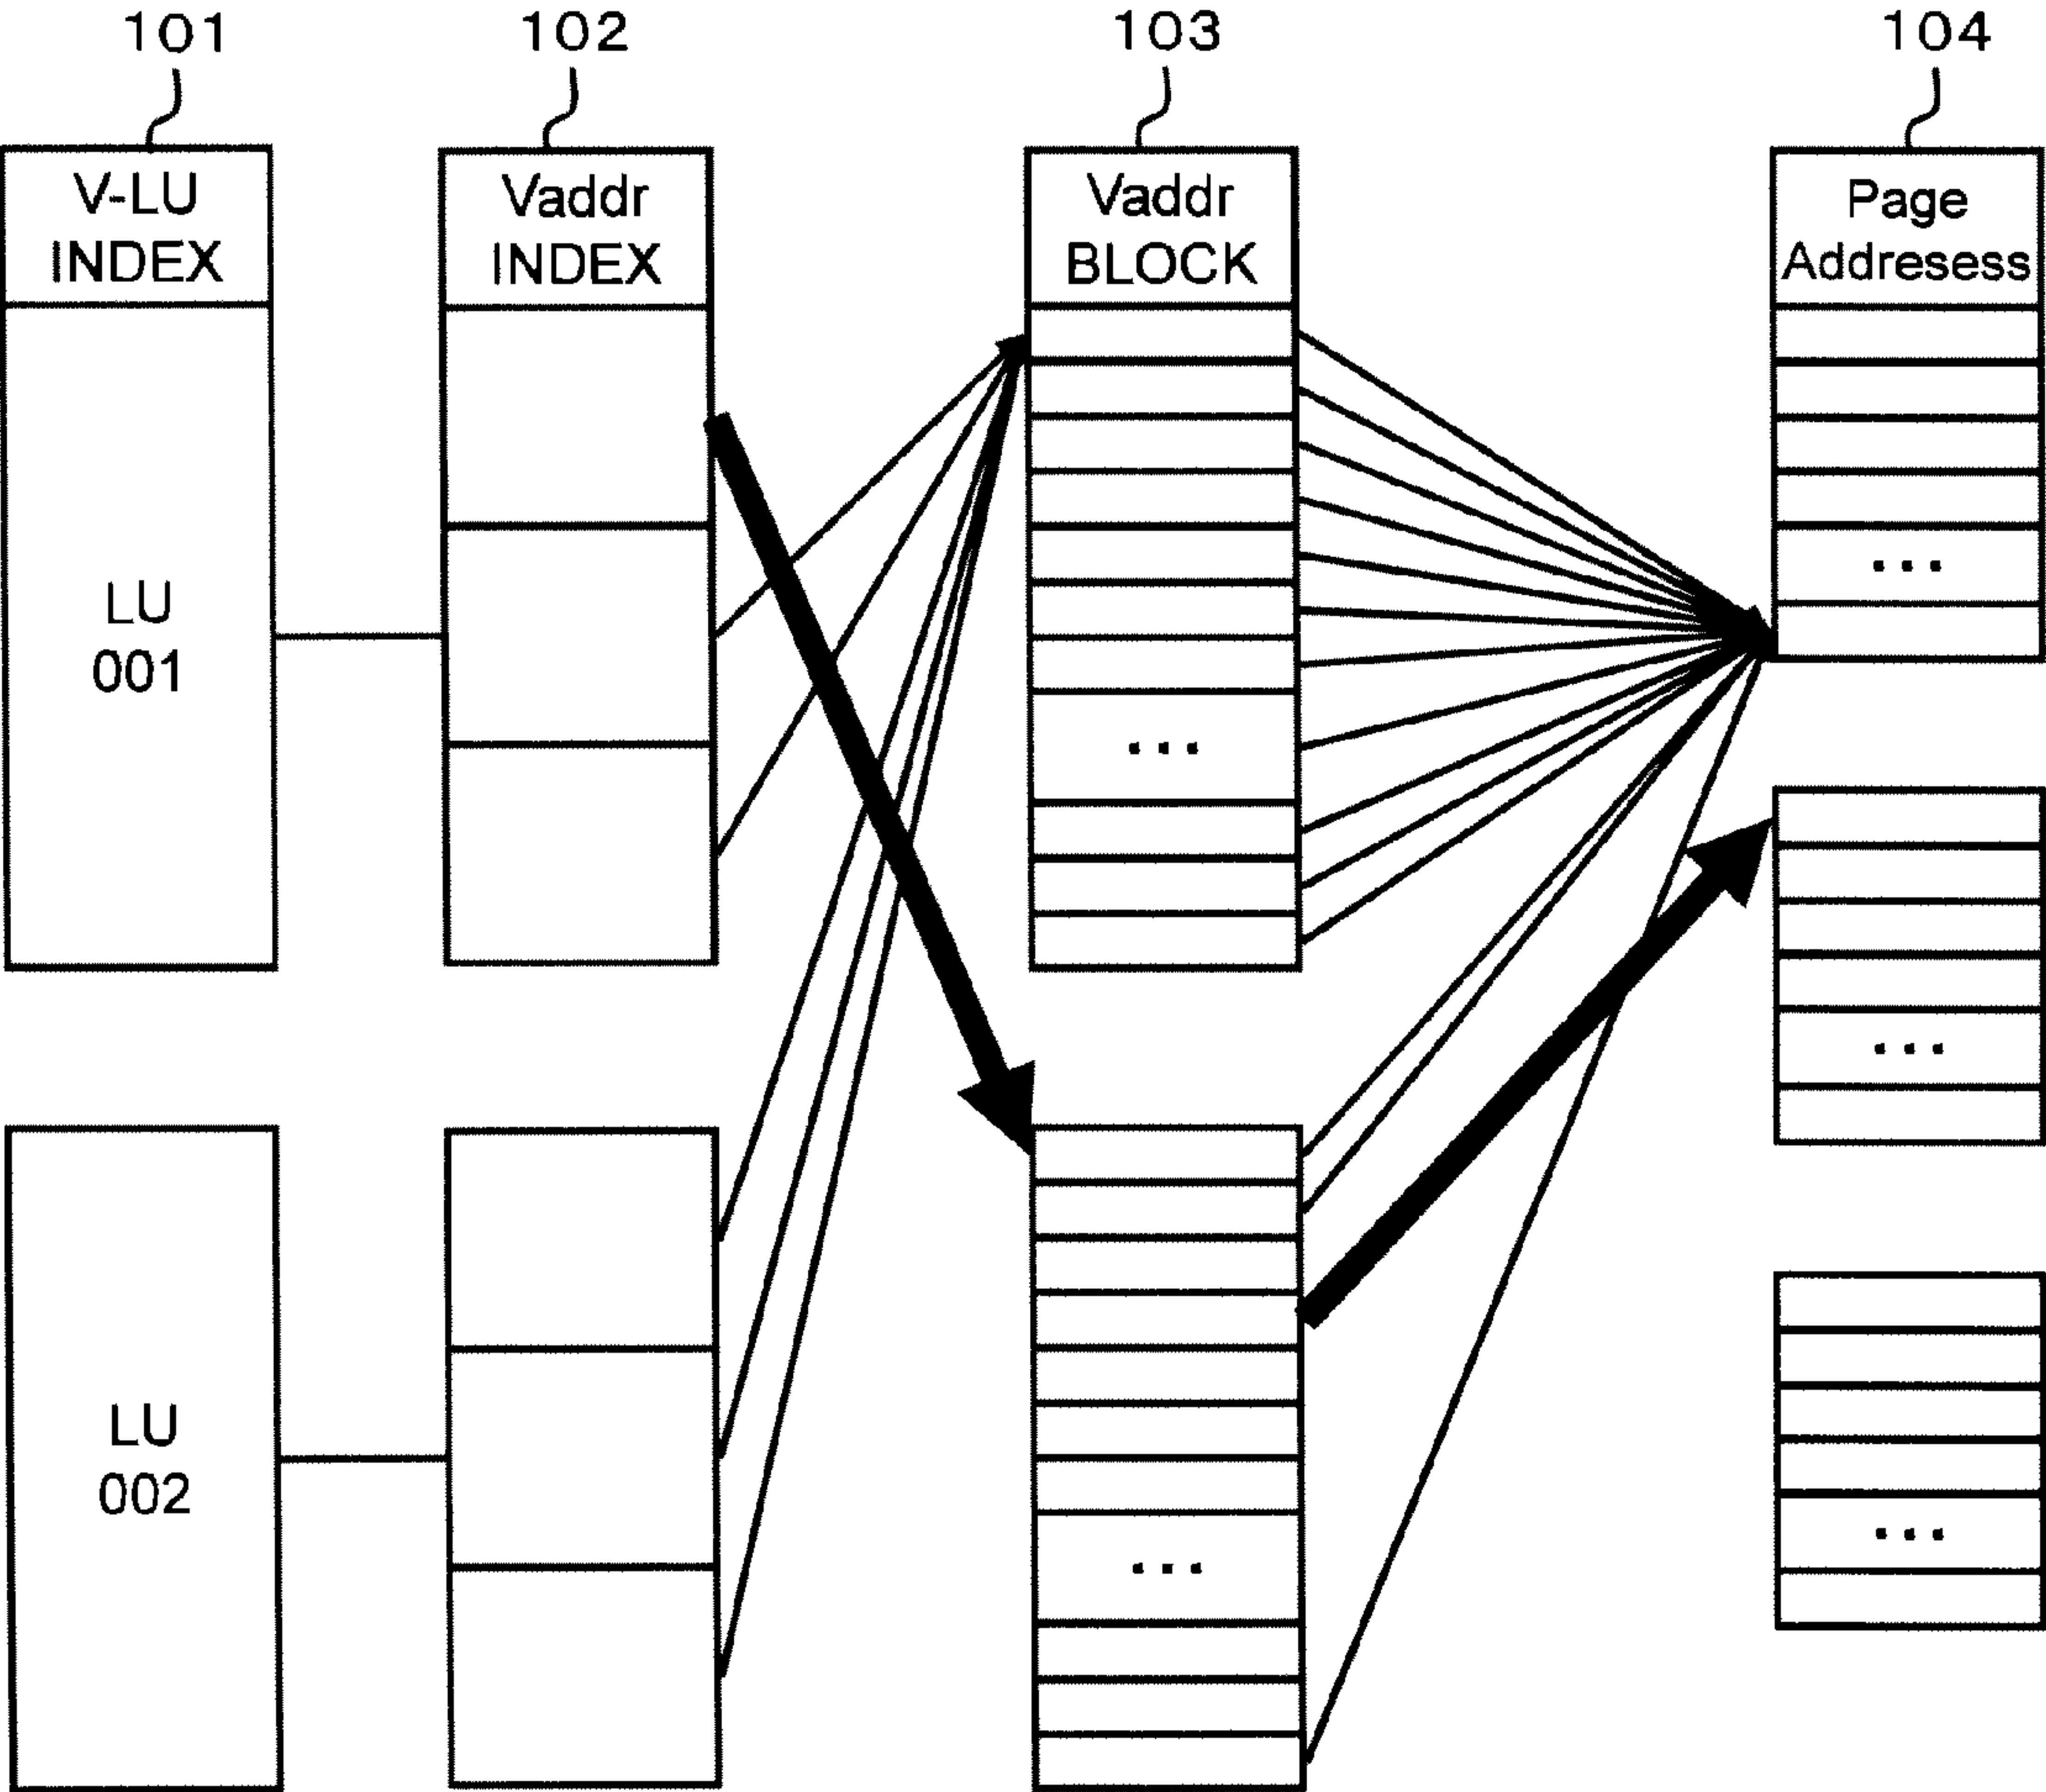 101
102
103
104
V-LU
INDEX
Vaddr
INDEX
Vaddr
BLOCK
Page
Addresess
LU
001
...
...
...
LU
002
...
...